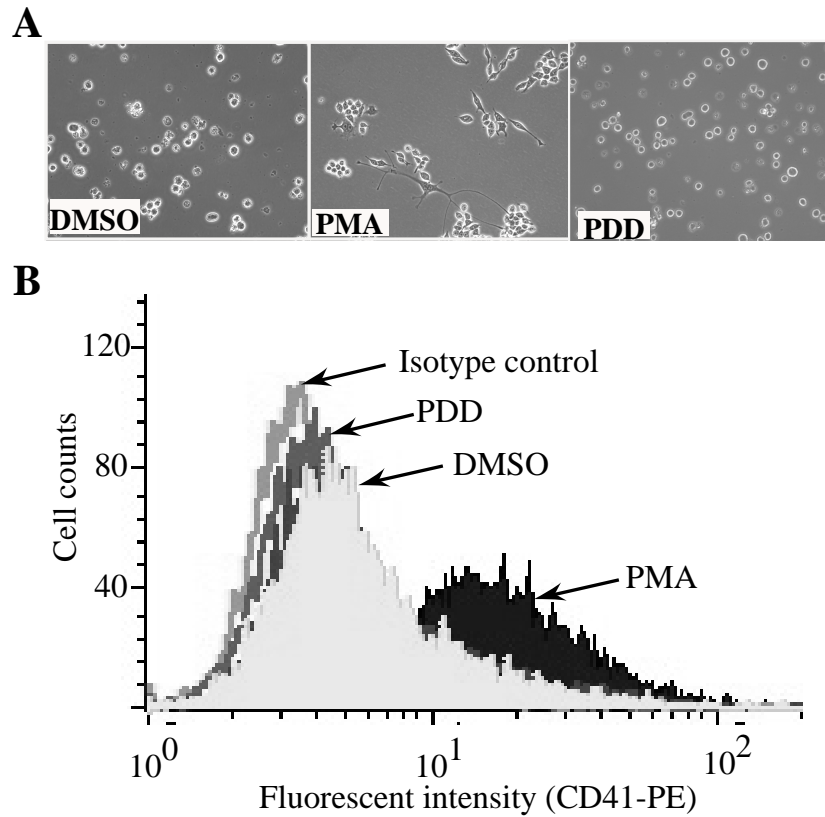 A
DMSO
PMA
PDD
B
120
80
40
Cell counts
Isotype control
PDD
DMSO
PMA
10^0
10^1
10^2
Fluorescent intensity (CD41-PE)